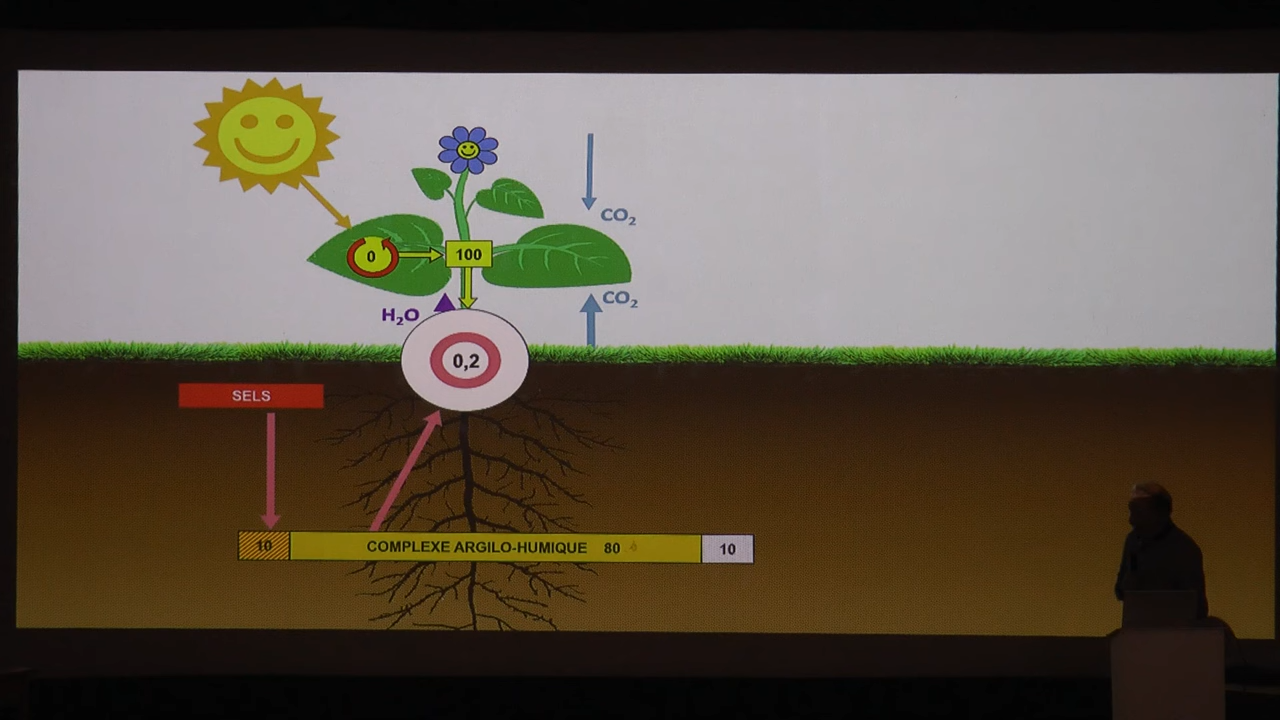 CO₂
0
100
CO₂
H₂O
0,2
SELS
10
COMPLEXE ARGILO-HUMIQUE 80
10